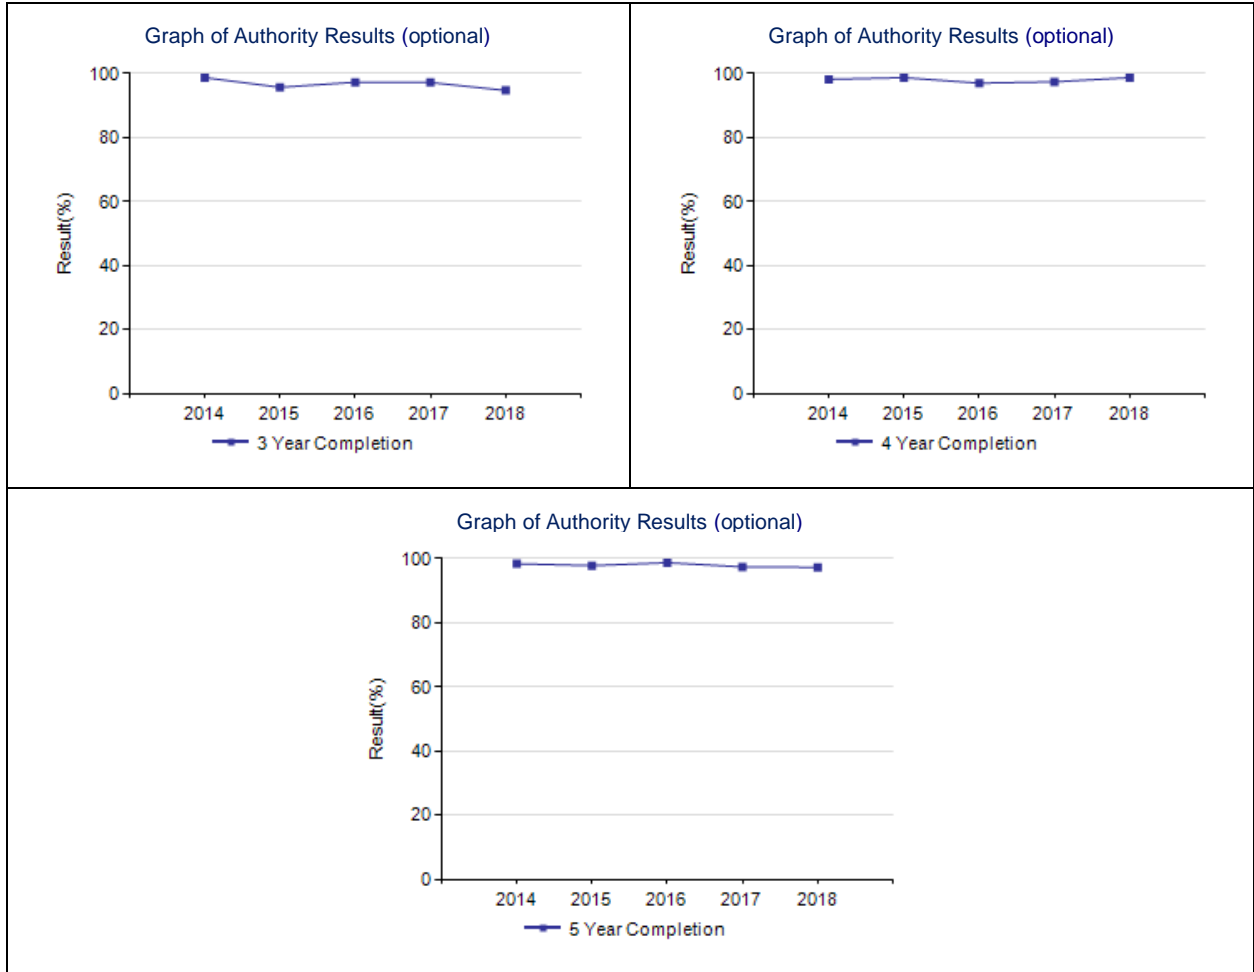 Graph of Authority Results (optional)
100
80
60
40
20
0
Result(%)
2014 2015 2016 2017 2018
3 Year Completion
Graph of Authority Results (optional)
100
80
60
40
20
0
Result(%)
2014 2015 2016 2017 2018
4 Year Completion
Graph of Authority Results (optional)
100
80
60
40
20
0
Result(%)
2014 2015 2016 2017 2018
5 Year Completion